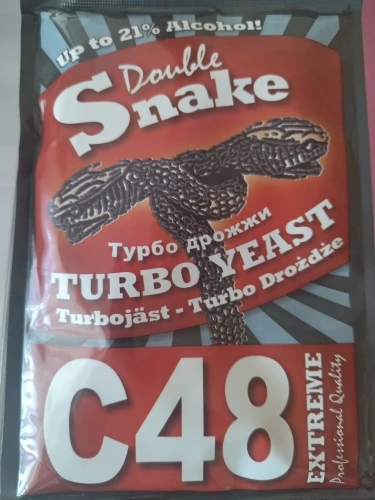 Up to 21% Alcohol!
Double
Snake
Турбо дрожжи
TURBO YEAST
Turbojäst - Turbo Drożdże
C48
EXTREME
Professional Quality